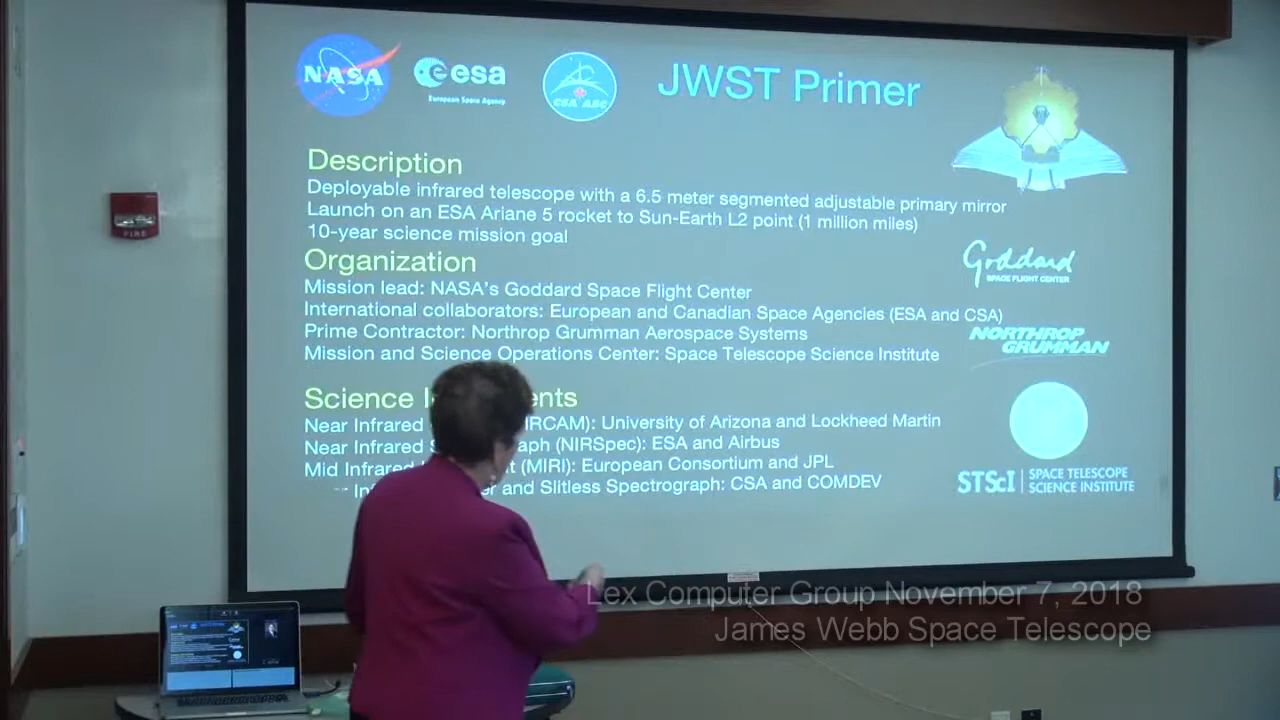 NASA
esa
European Space Agency
CSA ASC
JWST Primer
Description
Deployable infrared telescope with a 6.5 meter segmented adjustable primary mirror
Launch on an ESA Ariane 5 rocket to Sun-Earth L2 point (1 million miles)
10-year science mission goal
Organization
Mission lead: NASA's Goddard Space Flight Center
International collaborators: European and Canadian Space Agencies (ESA and CSA)
Prime Contractor: Northrop Grumman Aerospace Systems
Mission and Science Operations Center: Space Telescope Science Institute
Goddard
SPACE FLIGHT CENTER
NORTHROP
GRUMMAN
Science
Near Infrared University of Arizona and Lockheed Martin
Near Infrared (NIRSpec): ESA and Airbus
Mid Infrared (MIRI): European Consortium and JPL
and Slitless Spectrograph: CSA and COMDEV
STScI
SPACE TELESCOPE
SCIENCE INSTITUTE
FIRE
Lex Computer Group November 7, 2018
James Webb Space Telescope